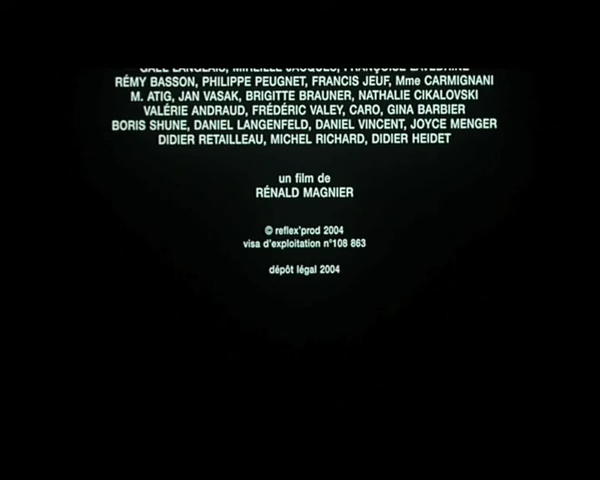 RÉMY BASSON, PHILIPPE PEUGNET, FRANCIS JEUF, Mme CARMIGNANI
M. ATIG, JAN VASAK, BRIGITTE BRAUNER, NATHALIE CIKALOVSKI
VALÉRIE ANDRAUD, FRÉDÉRIC VALEY, CARO, GINA BARBIER
BORIS SHUNE, DANIEL LANGENFELD, DANIEL VINCENT, JOYCE MENGER
DIDIER RETAILLEAU, MICHEL RICHARD, DIDIER HEIDET
un film de
RÉNALD MAGNIER
© reflex'prod 2004
visa d'exploitation n°108 863
dépôt légal 2004